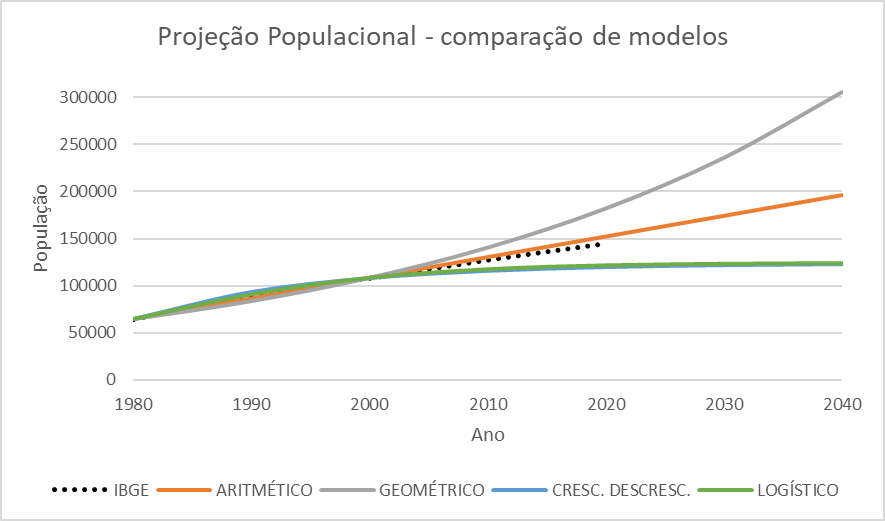 Projeção Populacional - comparação de modelos
300000
250000
200000
150000
100000
50000
0
População
1980 1990 2000 2010 2020 2030 2040
Ano
IBGE ARITMÉTICO GEOMÉTRICO CRESC. DESCRESC. LOGÍSTICO